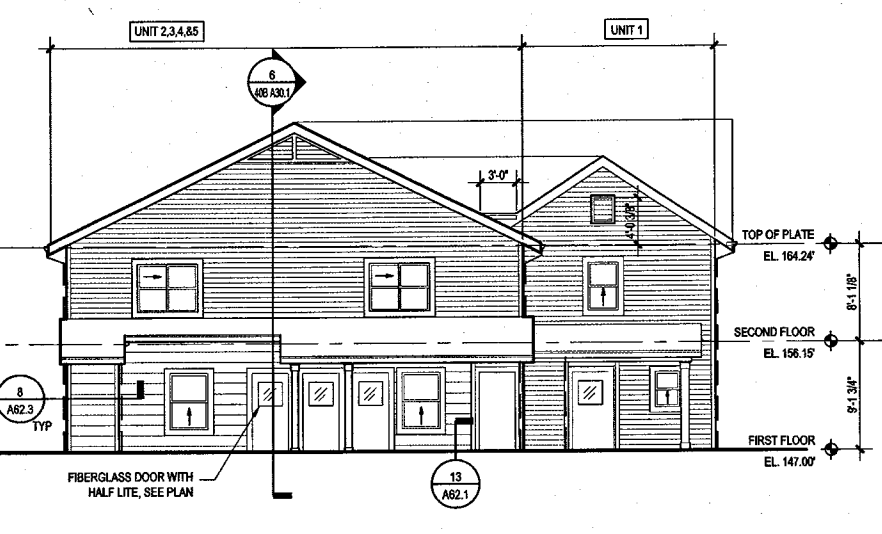 UNIT 2,3,4,&5
UNIT 1
6
40B A30.1
3'-0"
4'-0 3/8"
TOP OF PLATE
EL. 164.24'
8'-1 1/8"
SECOND FLOOR
EL. 156.15'
9'-1 3/4"
8
A62.3
TYP
FIRST FLOOR
EL. 147.00'
FIBERGLASS DOOR WITH
HALF LITE, SEE PLAN
13
A62.1